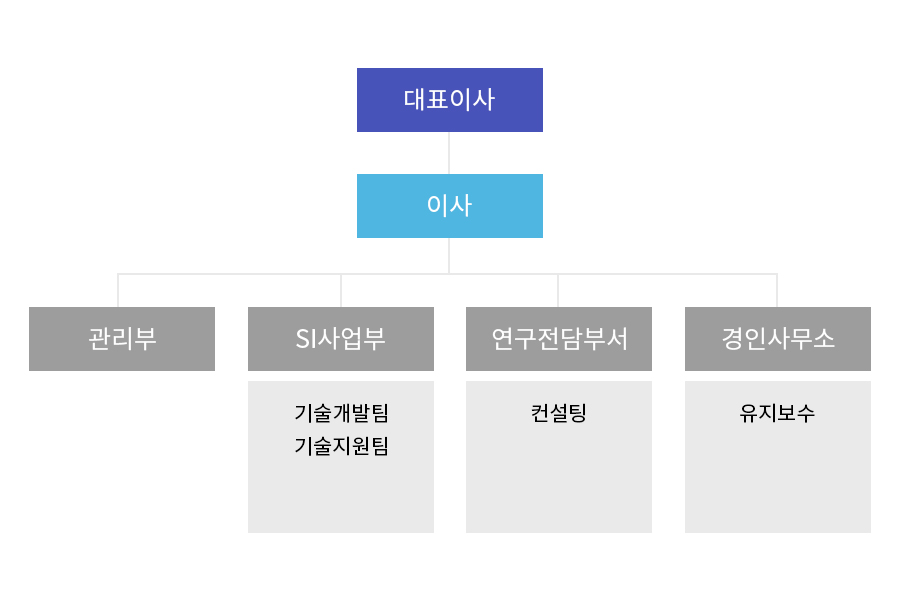 대표이사
이사
관리부
SI사업부
연구전담부서
경인사무소
기술개발팀
기술지원팀
컨설팅
유지보수